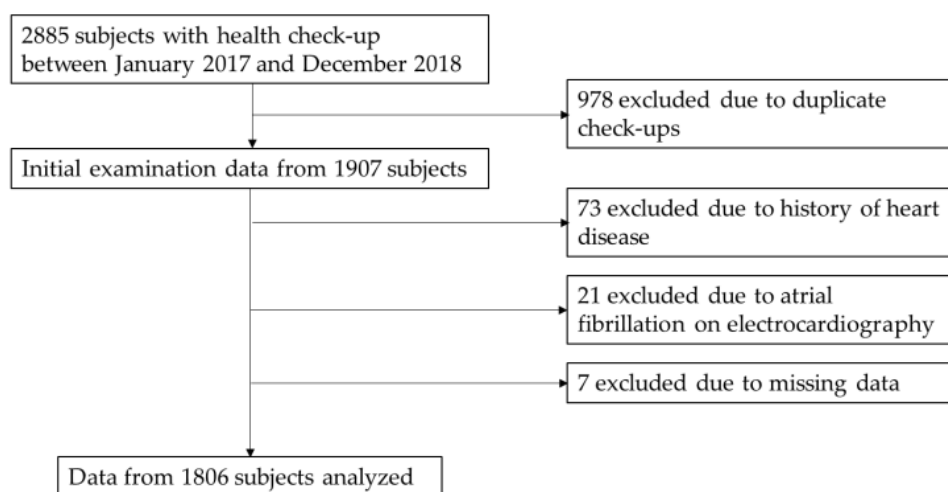 2885 subjects with health check-up
between January 2017 and December 2018
978 excluded due to duplicate
check-ups
Initial examination data from 1907 subjects
73 excluded due to history of heart
disease
21 excluded due to atrial
fibrillation on electrocardiography
7 excluded due to missing data
Data from 1806 subjects analyzed